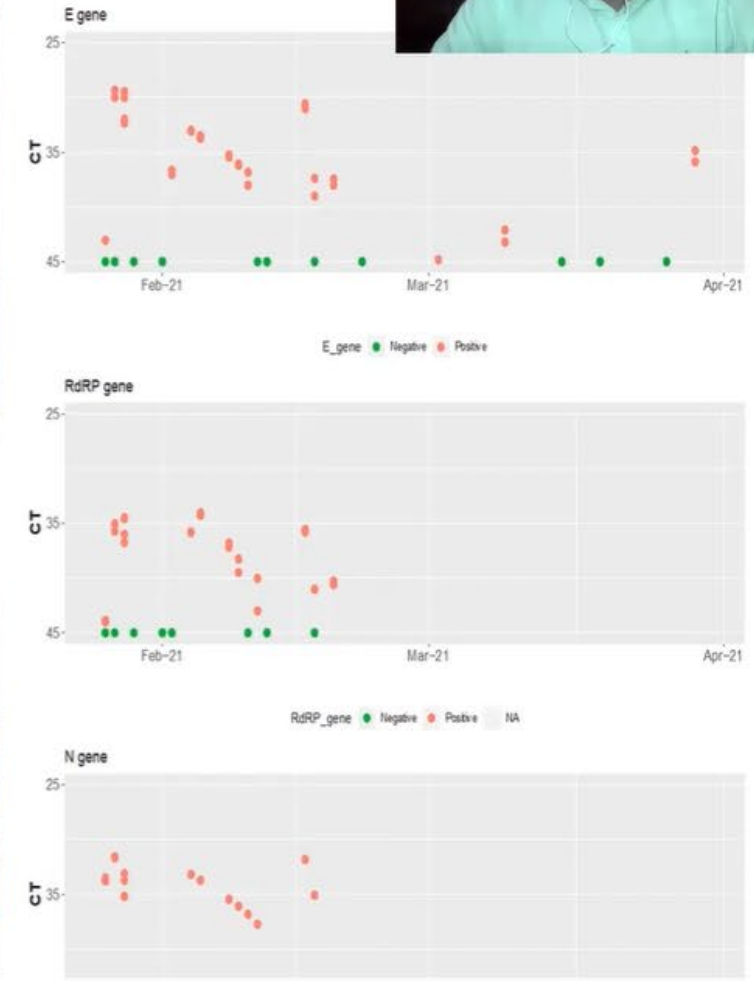 E gene
25
CT
35
45
Feb-21 Mar-21 Apr-21
E_gene Negative Positive
RdRP gene
25
CT
35
45
Feb-21 Mar-21 Apr-21
RdRP_gene Negative Positive NA
N gene
25
CT
35